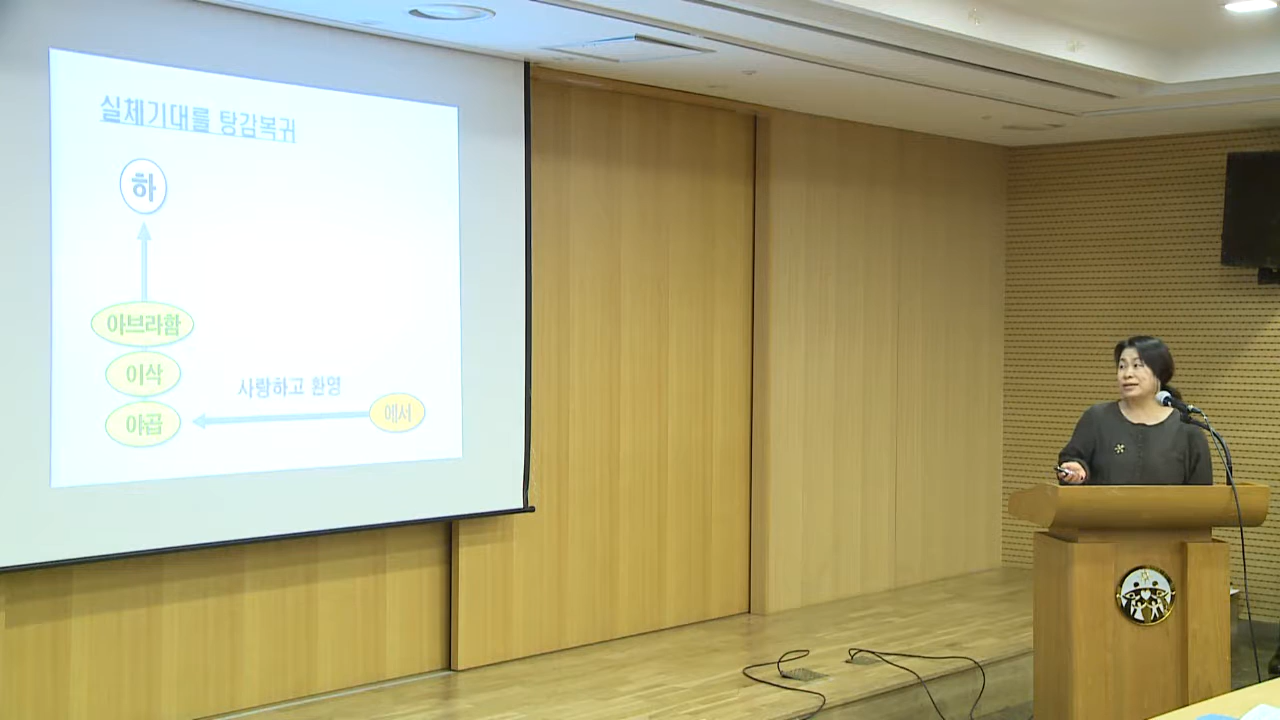 실체기대를 탕감복귀
하
아브라함
이삭
사랑하고 환영
야곱
에서